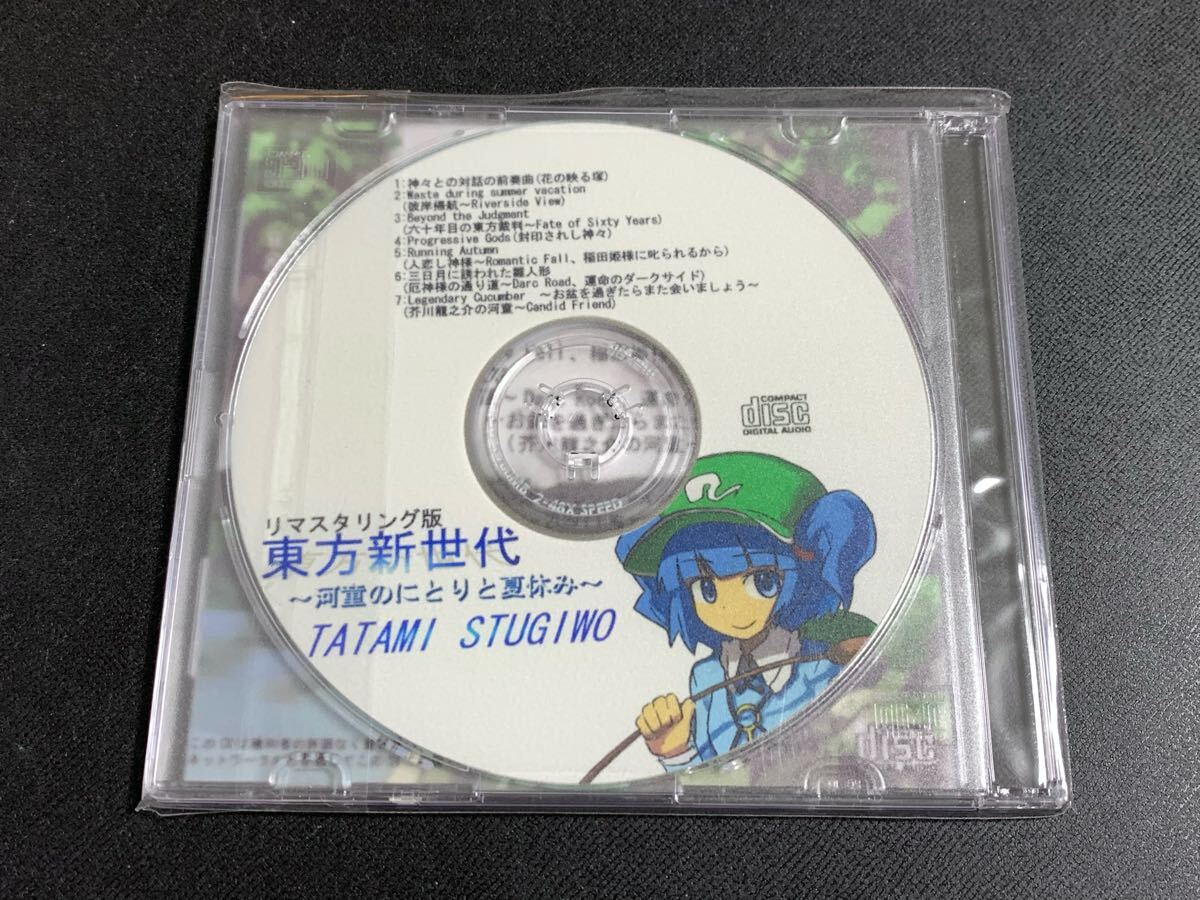 1:神々との対話の前奏曲(花の映る塚)
2:Waste during summer vacation
(彼岸帰航～Riverside View)
3:Beyond the Judgment
(六十年目の東方裁判～Fate of Sixty Years)
4:Progressive Gods(封印されし神々)
5:Running Autumn
(人恋し神様～Romantic Fall、稲田姫様に叱られるから)
6:三日月に誘われた雛人形
(厄神様の通り道～Darc Road、運命のダークサイド)
7:Legendary Cucumber ～お盆を過ぎたらまた会いましょう～
(芥川龍之介の河童～Candid Friend)
COMPACT
disc
DIGITAL AUDIO
リマスタリング版
東方新世代
～河童のにとりと夏休み～
TATAMI STUGIWO
COMPACT
disc
DIGITAL AUDIO